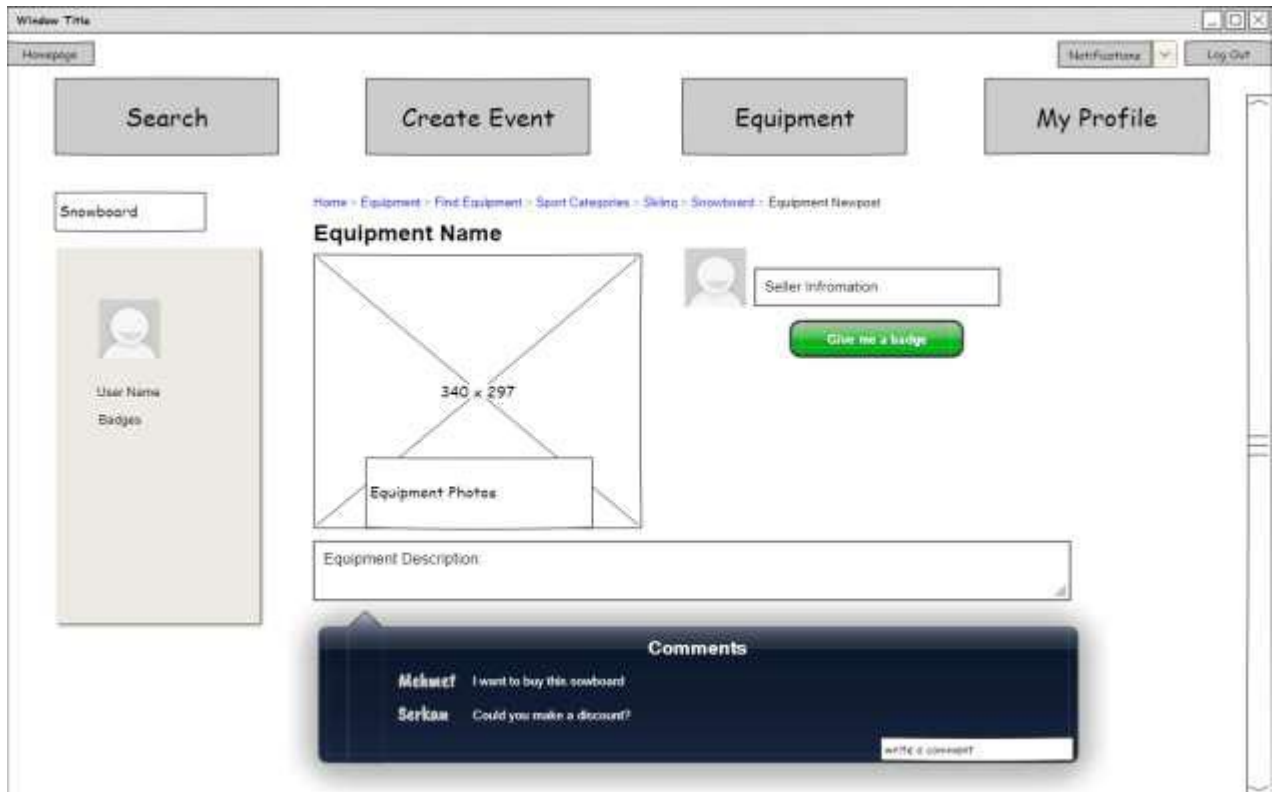 Window Title
Homepage
Notifications
Log Out
Search
Create Event
Equipment
My Profile
Snowboard
Home > Equipment > Find Equipment > Sport Categories > Skiing > Snowboard > Equipment Newpost
Equipment Name
Seller Infromation
Give me a badge
340 x 297
User Name
Badges
Equipment Photos
Equipment Description:
Comments
Mehmet I want to buy this sowboard
Serkan Could you make a discount?
write a comment